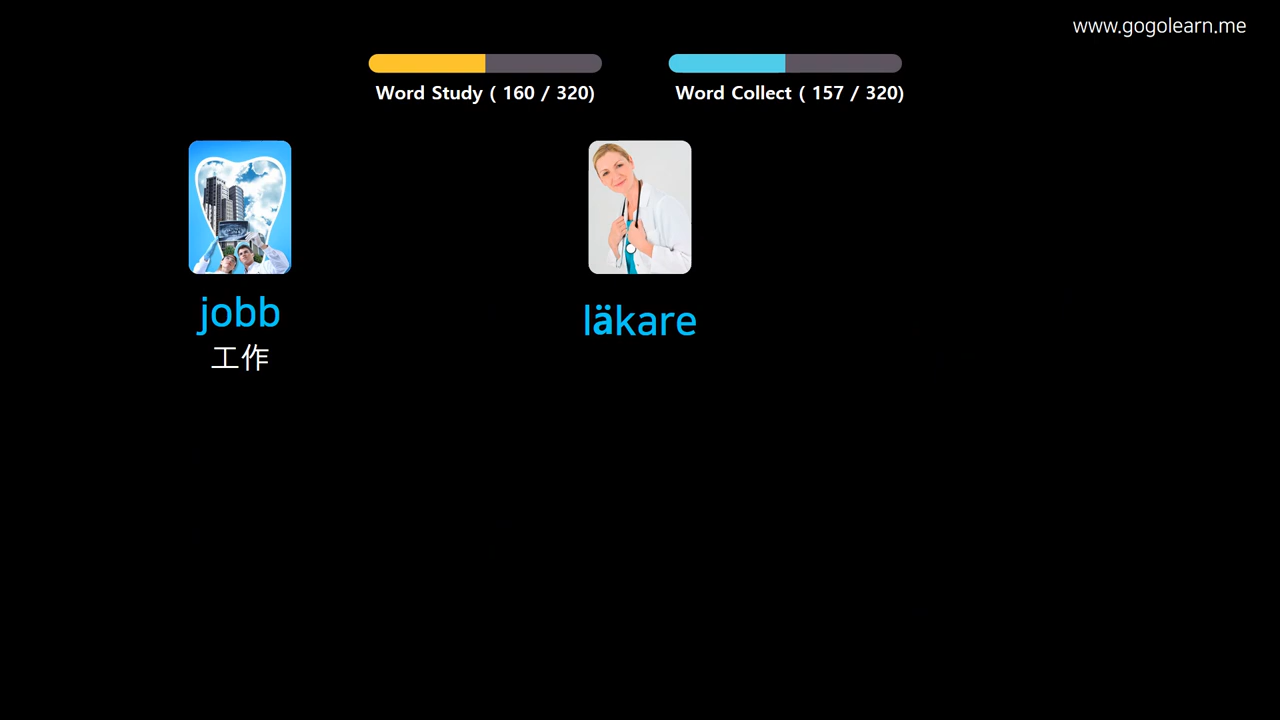 www.gogolearn.me
Word Study ( 160 / 320)
Word Collect ( 157 / 320)
jobb
工作
läkare